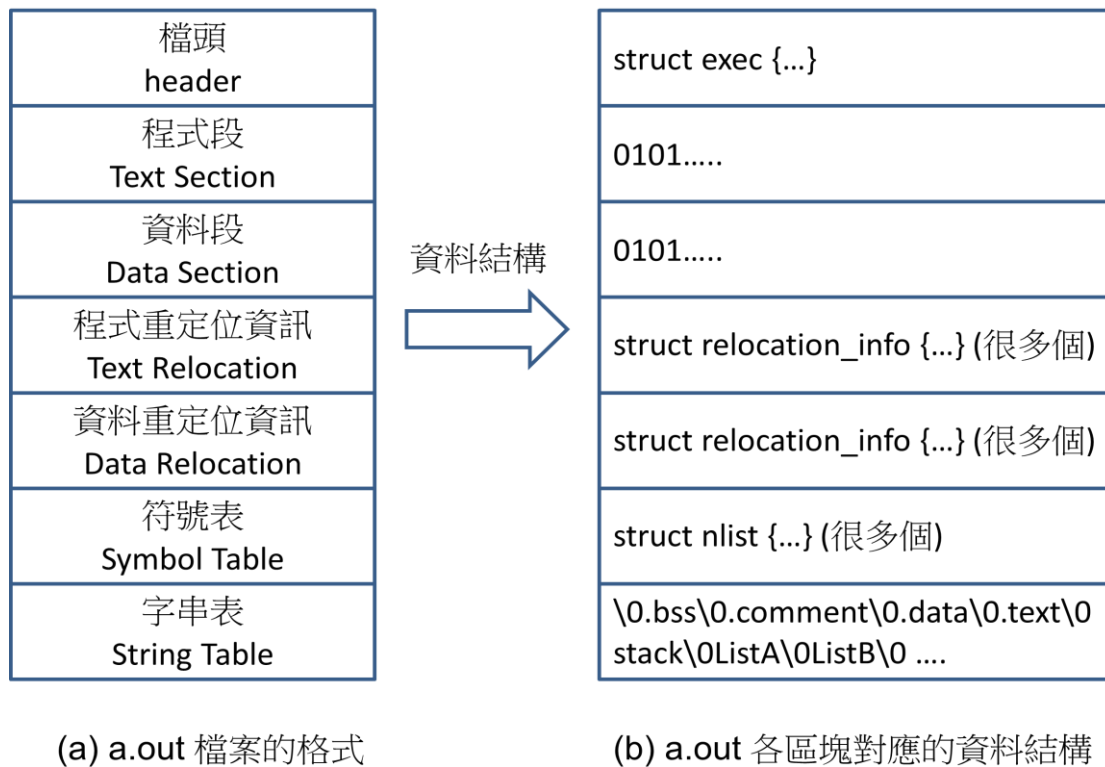 檔頭
header
程式段
Text Section
資料段
Data Section
程式重定位資訊
Text Relocation
資料重定位資訊
Data Relocation
符號表
Symbol Table
字串表
String Table
(a) a.out 檔案的格式
資料結構
struct exec {…}
0101…..
0101…..
struct relocation_info {…} (很多個)
struct relocation_info {…} (很多個)
struct nlist {…} (很多個)
\0.bss\0.comment\0.data\0.text\0
stack\0ListA\0ListB\0 ….
(b) a.out 各區塊對應的資料結構